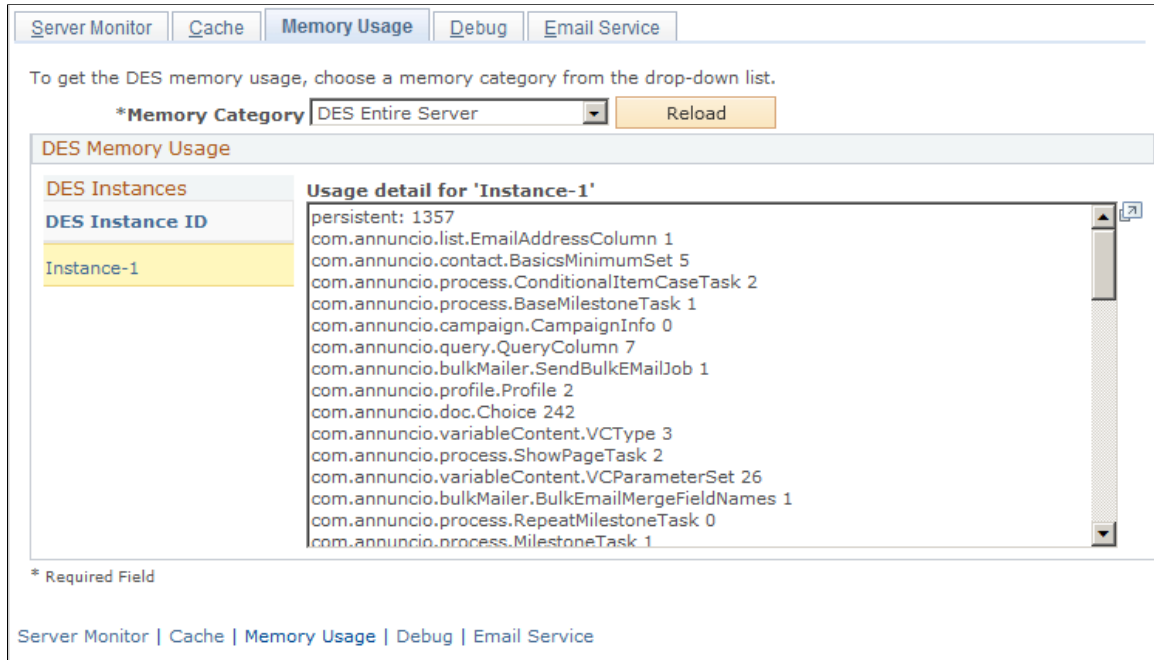 Server Monitor Cache Memory Usage Debug Email Service
To get the DES memory usage, choose a memory category from the drop-down list.
*Memory Category DES Entire Server Reload
DES Memory Usage
DES Instances
DES Instance ID
Instance-1
Usage detail for 'Instance-1'
persistent: 1357
com.annuncio.list.EmailAddressColumn 1
com.annuncio.contact.BasicsMinimumSet 5
com.annuncio.process.ConditionalItemCaseTask 2
com.annuncio.process.BaseMilestoneTask 1
com.annuncio.campaign.CampaignInfo 0
com.annuncio.query.QueryColumn 7
com.annuncio.bulkMailer.SendBulkEMailJob 1
com.annuncio.profile.Profile 2
com.annuncio.doc.Choice 242
com.annuncio.variableContent.VCType 3
com.annuncio.process.ShowPageTask 2
com.annuncio.variableContent.VCParameterSet 26
com.annuncio.bulkMailer.BulkEmailMergeFieldNames 1
com.annuncio.process.RepeatMilestoneTask 0
com.annuncio.process.MilestoneTask 1
* Required Field
Server Monitor | Cache | Memory Usage | Debug | Email Service